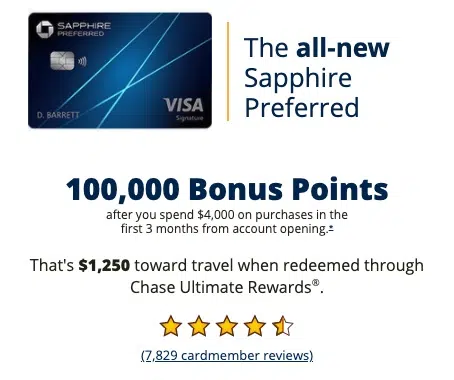 SAPPHIRE
PREFERRED
D. BARRETT
VISA
Signature
The all-new
Sapphire
Preferred
100,000 Bonus Points
after you spend $4,000 on purchases in the
first 3 months from account opening.*
That's $1,250 toward travel when redeemed through
Chase Ultimate Rewards®.
(7,829 cardmember reviews)